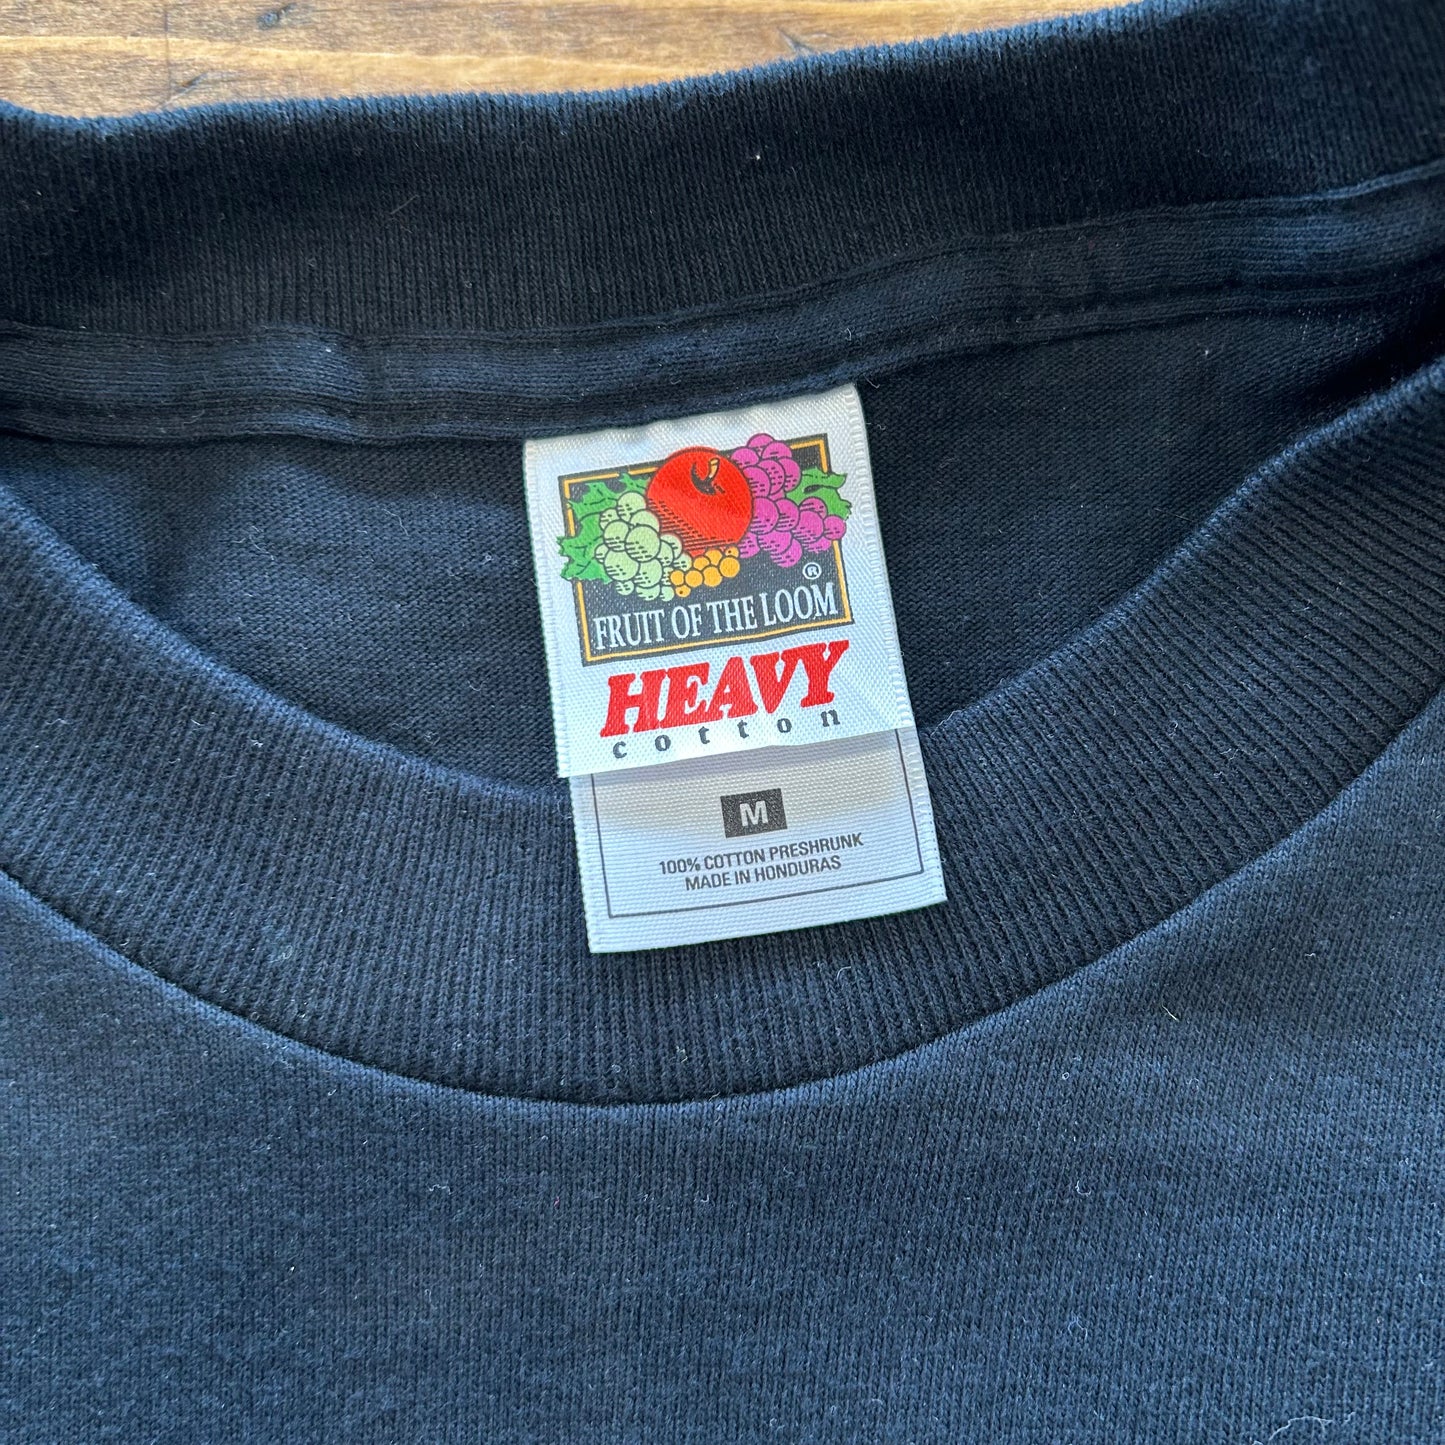 ®
FRUIT OF THE LOOM
HEAVY
cotton
M
100% COTTON PRESHRUNK
MADE IN HONDURAS